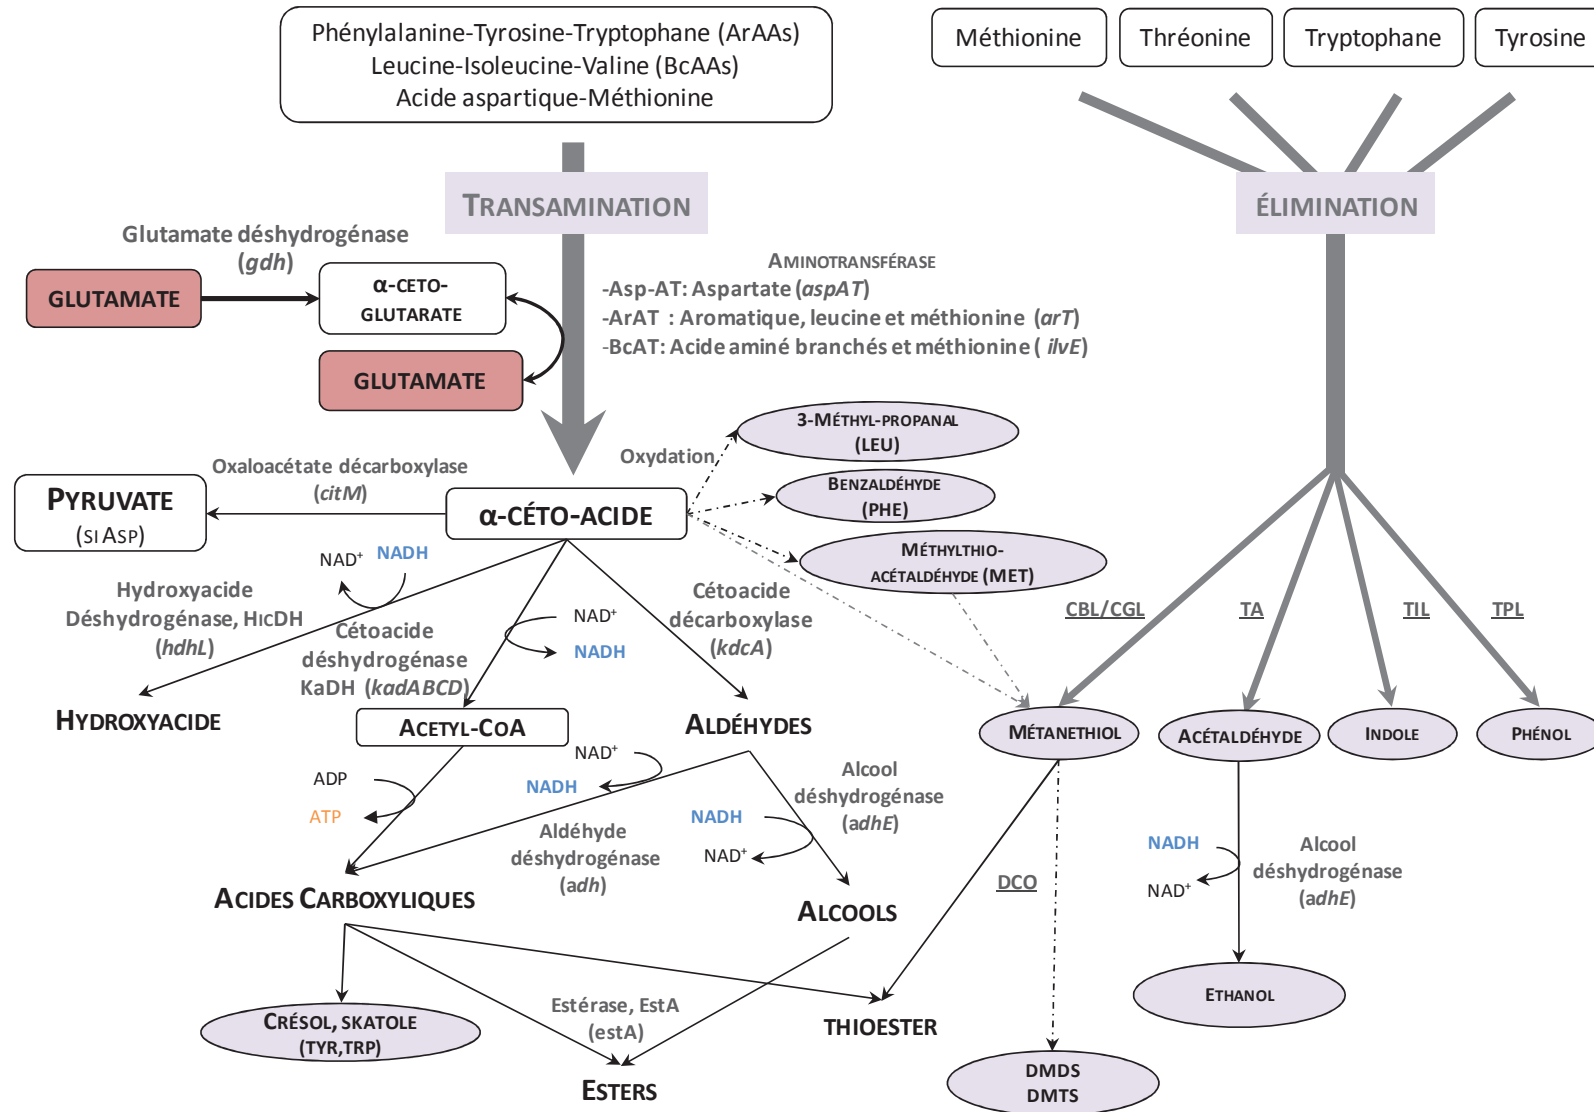 Phénylalanine-Tyrosine-Tryptophane (ArAAs)
Leucine-Isoleucine-Valine (BcAAs)
Acide aspartique-Méthionine
Méthionine
Thréonine
Tryptophane
Tyrosine
TRANSAMINATION
ÉLIMINATION
Glutamate déshydrogénase
(gdh)
GLUTAMATE
α-CETO-
GLUTARATE
GLUTAMATE
AMINOTRANSFÉRASE
-Asp-AT: Aspartate (aspAT)
-ArAT : Aromatique, leucine et méthionine (arT)
-BcAT: Acide aminé branchés et méthionine ( ilvE)
3-MÉTHYL-PROPANAL
(LEU)
Oxydation
BENZALDÉHYDE
(PHE)
MÉTHYLTHIO-
ACÉTALDÉHYDE (MET)
Oxaloacétate décarboxylase
(citM)
PYRUVATE
(SI ASP)
α-CÉTO-ACIDE
NAD+
NADH
Hydroxyacide
Déshydrogénase, HICDH
(hdhL)
Cétoacide
déshydrogénase
KaDH (kadABCD)
NAD+
NADH
Cétoacide
décarboxylase
(kdcA)
CBL/CGL
TA
TIL
TPL
HYDROXYACIDE
ACETYL-COA
ALDÉHYDES
MÉTANETHIOL
ACÉTALDÉHYDE
INDOLE
PHÉNOL
ADP
ATP
NAD+
NADH
Aldéhyde
déshydrogénase
(adh)
NADH
NAD+
Alcool
déshydrogénase
(adhE)
NADH
NAD+
Alcool
déshydrogénase
(adhE)
DCO
ACIDES CARBOXYLIQUES
ALCOOLS
CRÉSOL, SKATOLE
(TYR,TRP)
Estérase, EstA
(estA)
THIOESTER
ETHANOL
ESTERS
DMDS
DMTS